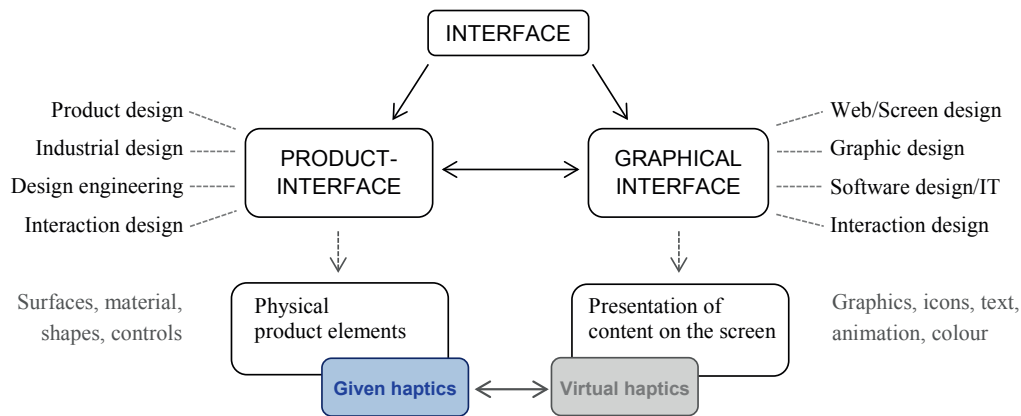 INTERFACE
Product design
Industrial design
Design engineering
Interaction design
PRODUCT-
INTERFACE
GRAPHICAL
INTERFACE
Web/Screen design
Graphic design
Software design/IT
Interaction design
Surfaces, material,
shapes, controls
Physical
product elements
Presentation of
content on the screen
Graphics, icons, text,
animation, colour
Given haptics
Virtual haptics